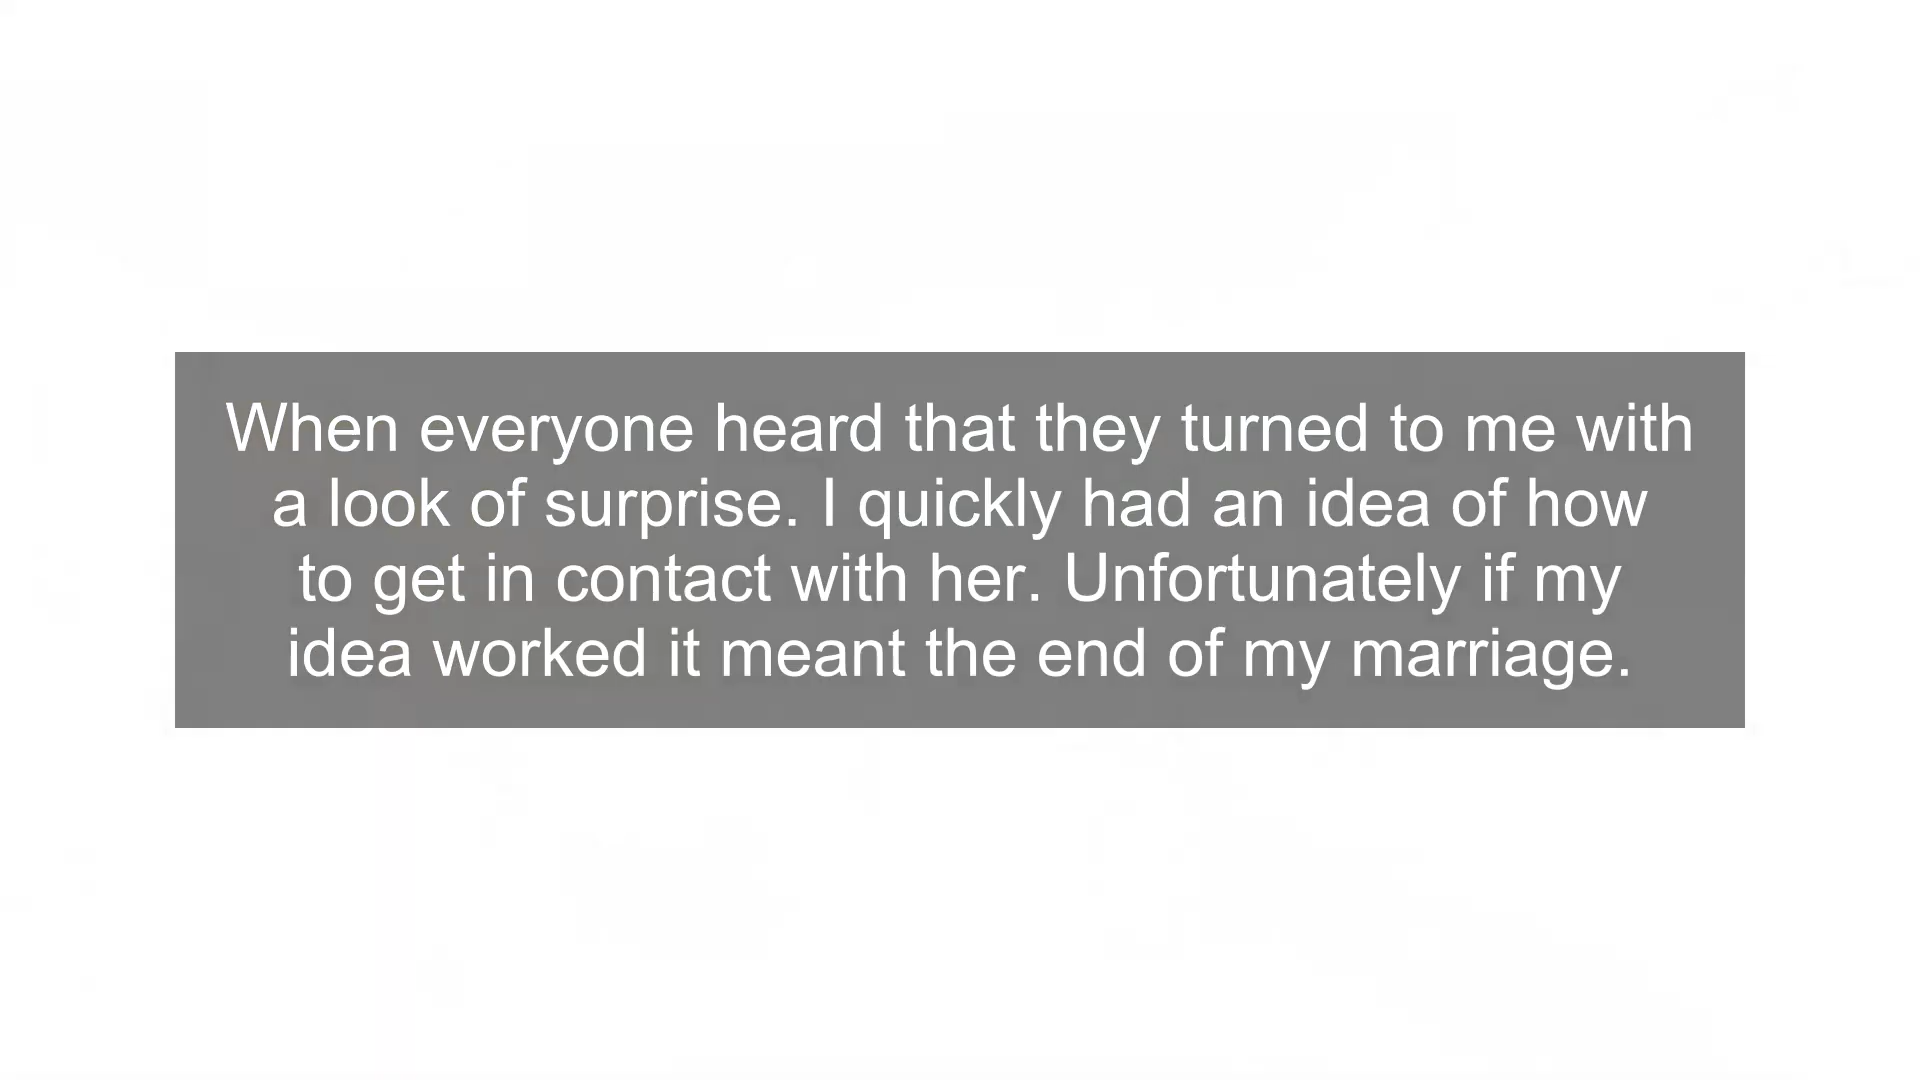 When everyone heard that they turned to me with
a look of surprise. I quickly had an idea of how
to get in contact with her. Unfortunately if my
idea worked it meant the end of my marriage.